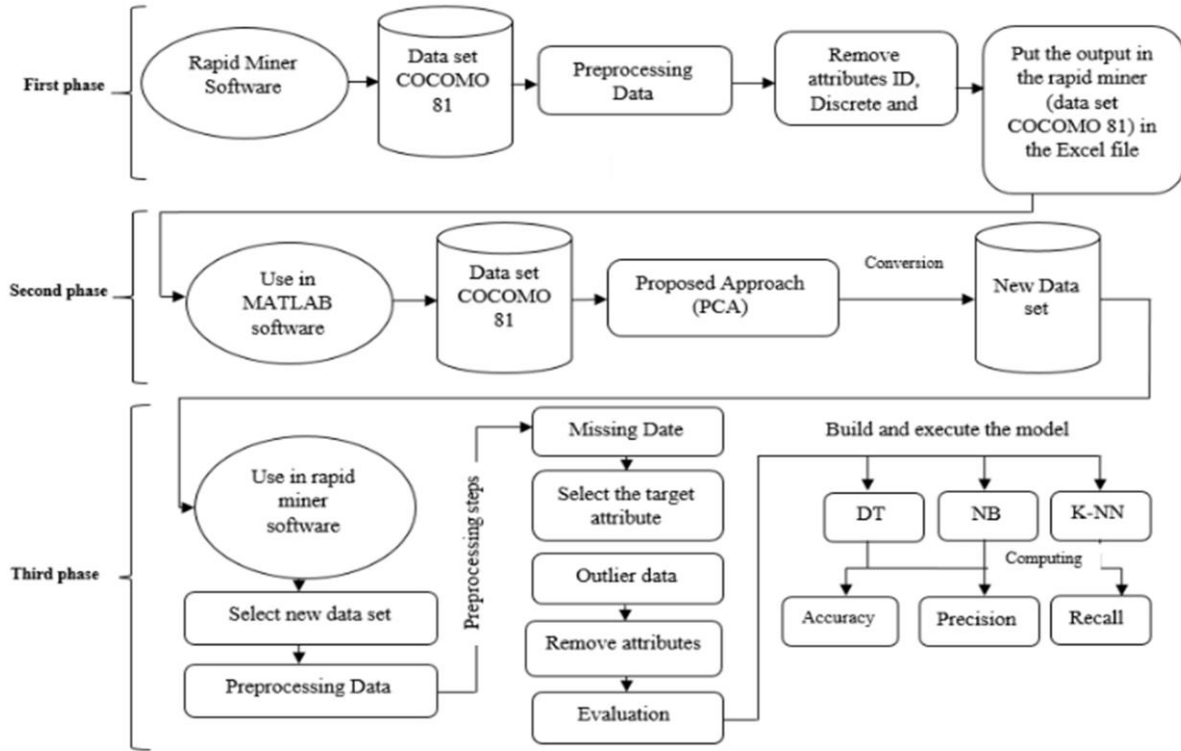 First phase
Rapid Miner
Software
Data set
COCOMO
81
Preprocessing
Data
Remove
attributes ID,
Discrete and
Put the output in
the rapid miner
(data set
COCOMO 81) in
the Excel file
Second phase
Use in
MATLAB
software
Data set
COCOMO
81
Proposed Approach
(PCA)
Conversion
New Data
set
Third phase
Use in rapid
miner
software
Select new data set
Preprocessing Data
Preprocessing steps
Missing Date
Select the target
attribute
Outlier data
Remove attributes
Evaluation
Build and execute the model
DT
NB
K-NN
Computing
Accuracy
Precision
Recall